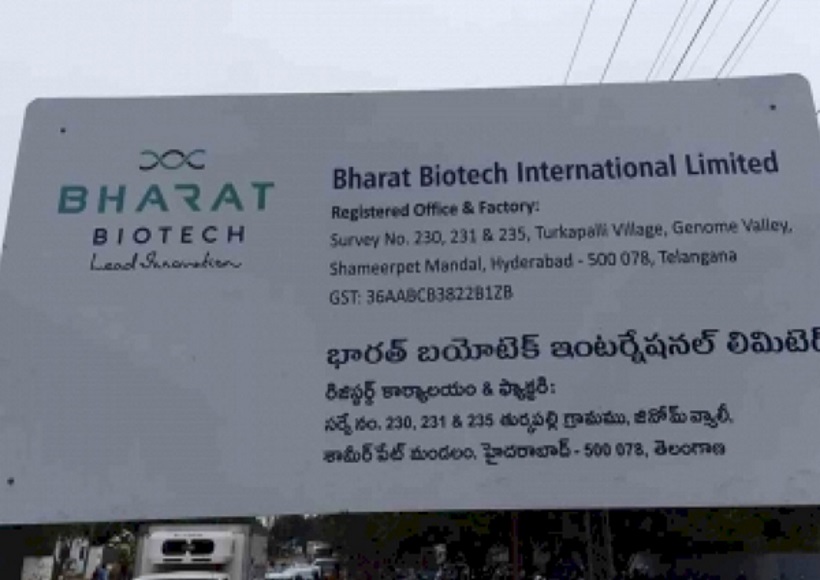 BHARAT
BIOTECH
Lead Innovation
Bharat Biotech International Limited
Registered Office & Factory:
Survey No. 230, 231 & 235, Turkapalli Village, Genome Valley,
Shameerpet Mandal, Hyderabad - 500 078, Telangana
GST: 36AABCB3822B1ZB
భారత్ బయోటెక్ ఇంటర్నేషనల్ లిమిటెడ్
రిజిస్టర్డ్ కార్యాలయం & ఫ్యాక్టరి:
సర్వే నం. 230, 231 & 235 తుర్కపల్లి గ్రామము, జినోమ్ వ్యాలీ,
శామీర్ పేట్ మండలం, హైదరాబాద్ - 500 078, తెలంగాణ